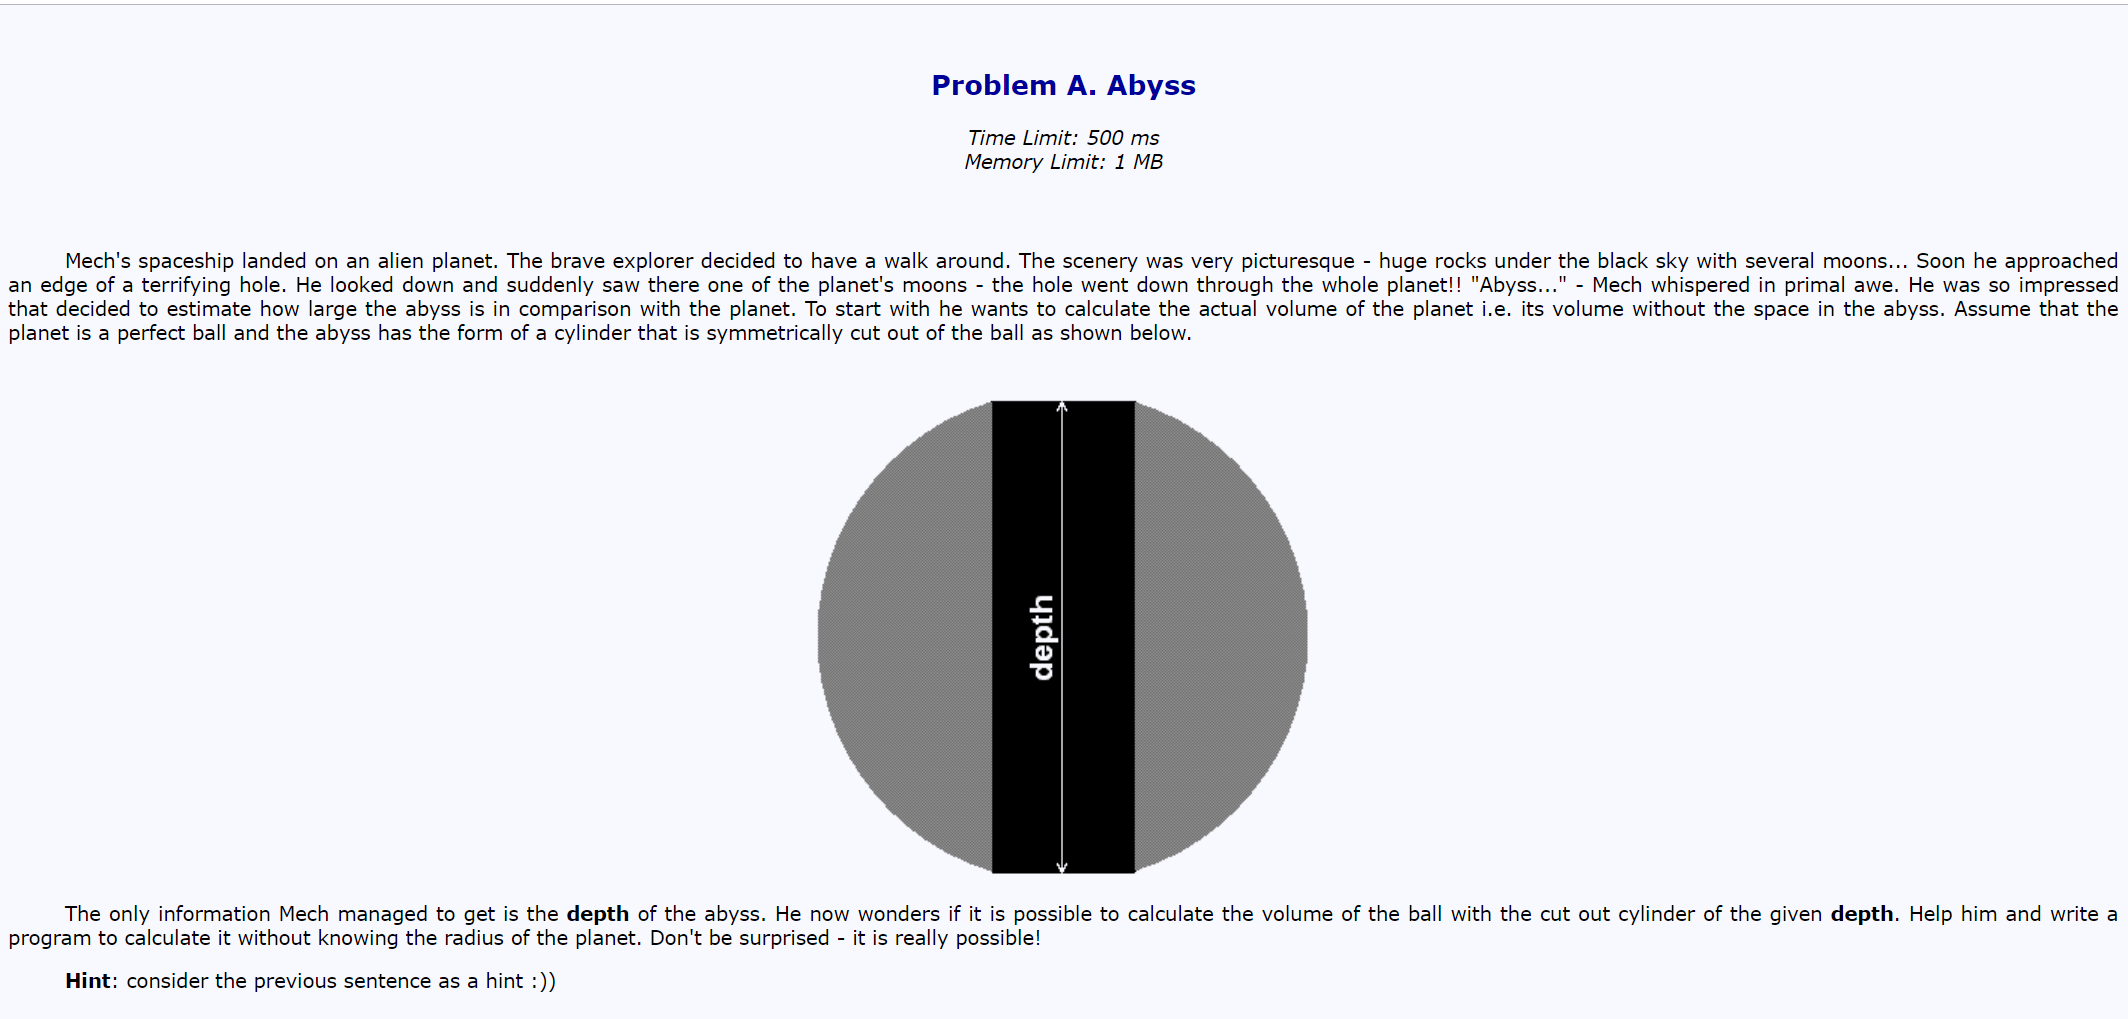 Problem A. Abyss
Time Limit: 500 ms
Memory Limit: 1 MB
Mech's spaceship landed on an alien planet. The brave explorer decided to have a walk around. The scenery was very picturesque - huge rocks under the black sky with several moons... Soon he approached
an edge of a terrifying hole. He looked down and suddenly saw there one of the planet's moons - the hole went down through the whole planet!! "Abyss..." - Mech whispered in primal awe. He was so impressed
that decided to estimate how large the abyss is in comparison with the planet. To start with he wants to calculate the actual volume of the planet i.e. its volume without the space in the abyss. Assume that the
planet is a perfect ball and the abyss has the form of a cylinder that is symmetrically cut out of the ball as shown below.
depth
The only information Mech managed to get is the depth of the abyss. He now wonders if it is possible to calculate the volume of the ball with the cut out cylinder of the given depth. Help him and write a
program to calculate it without knowing the radius of the planet. Don't be surprised - it is really possible!
Hint: consider the previous sentence as a hint :))